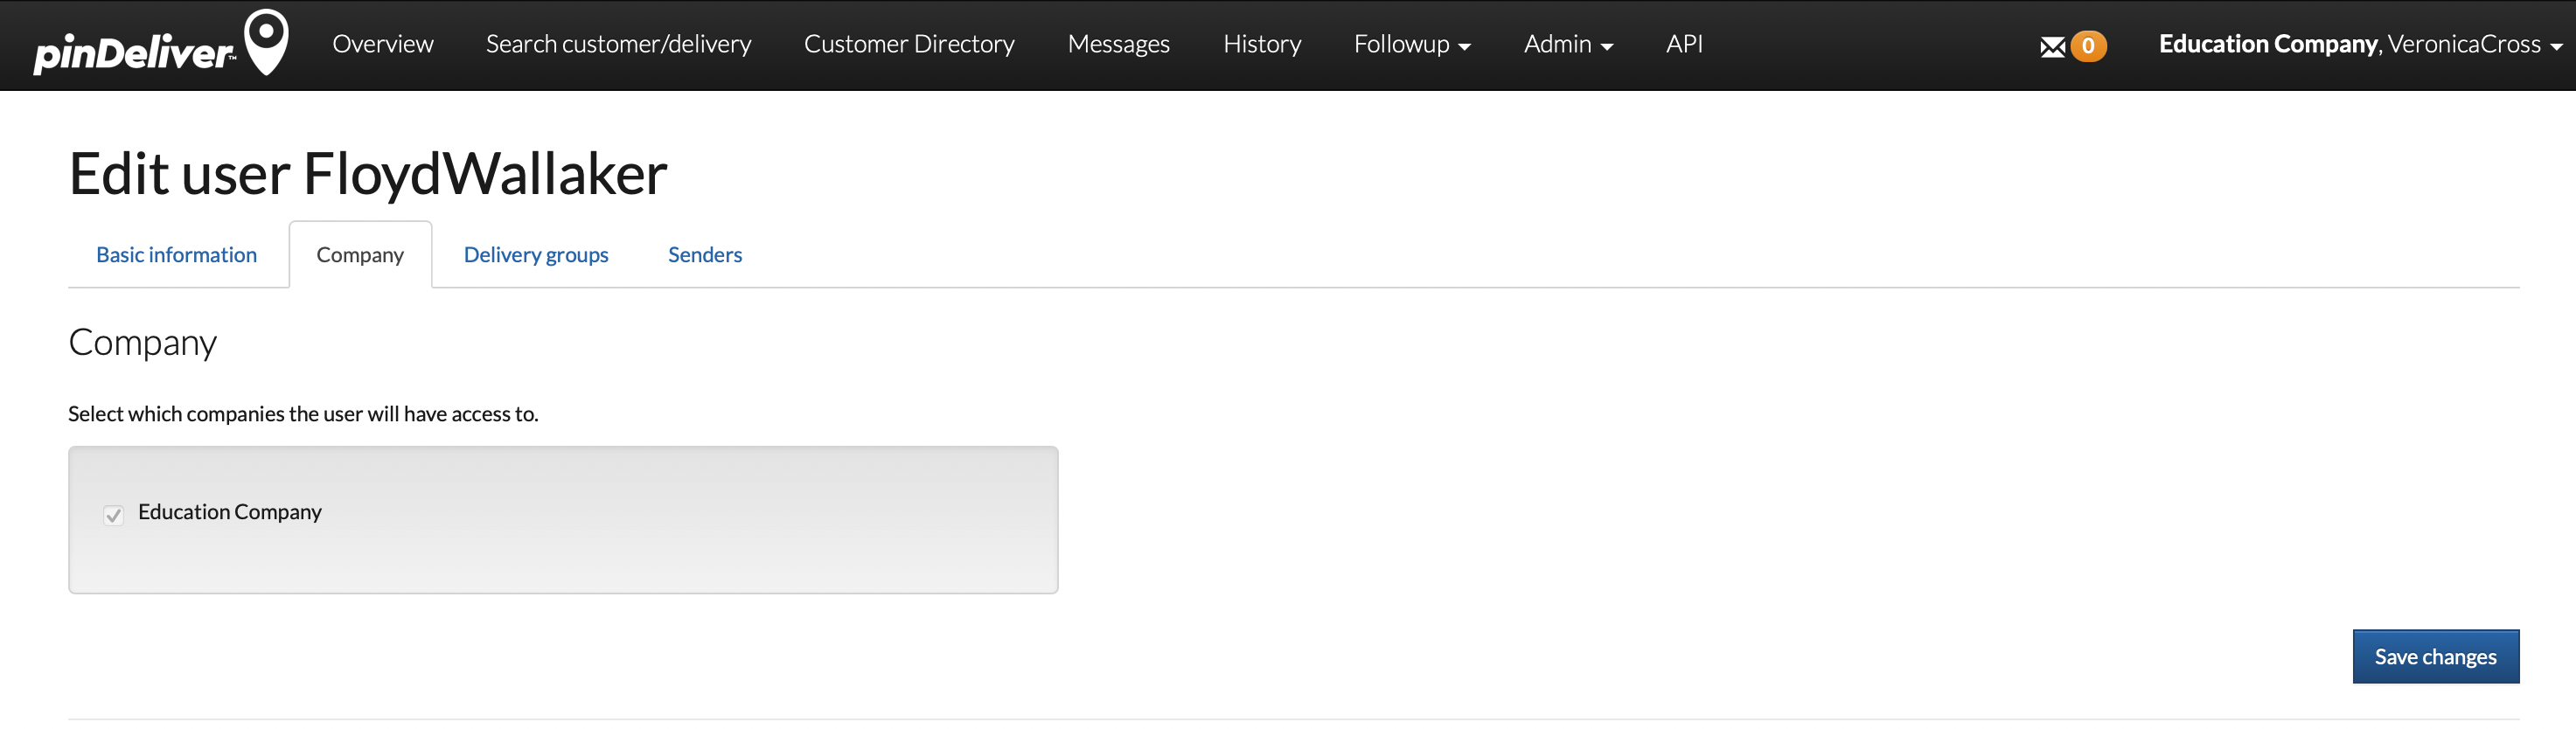 pinDeliver™ Overview Search customer/delivery Customer Directory Messages History Followup Admin API 0 Education Company, VeronicaCross
Edit user FloydWallaker
Basic information Company Delivery groups Senders
Company
Select which companies the user will have access to.
Education Company
Save changes